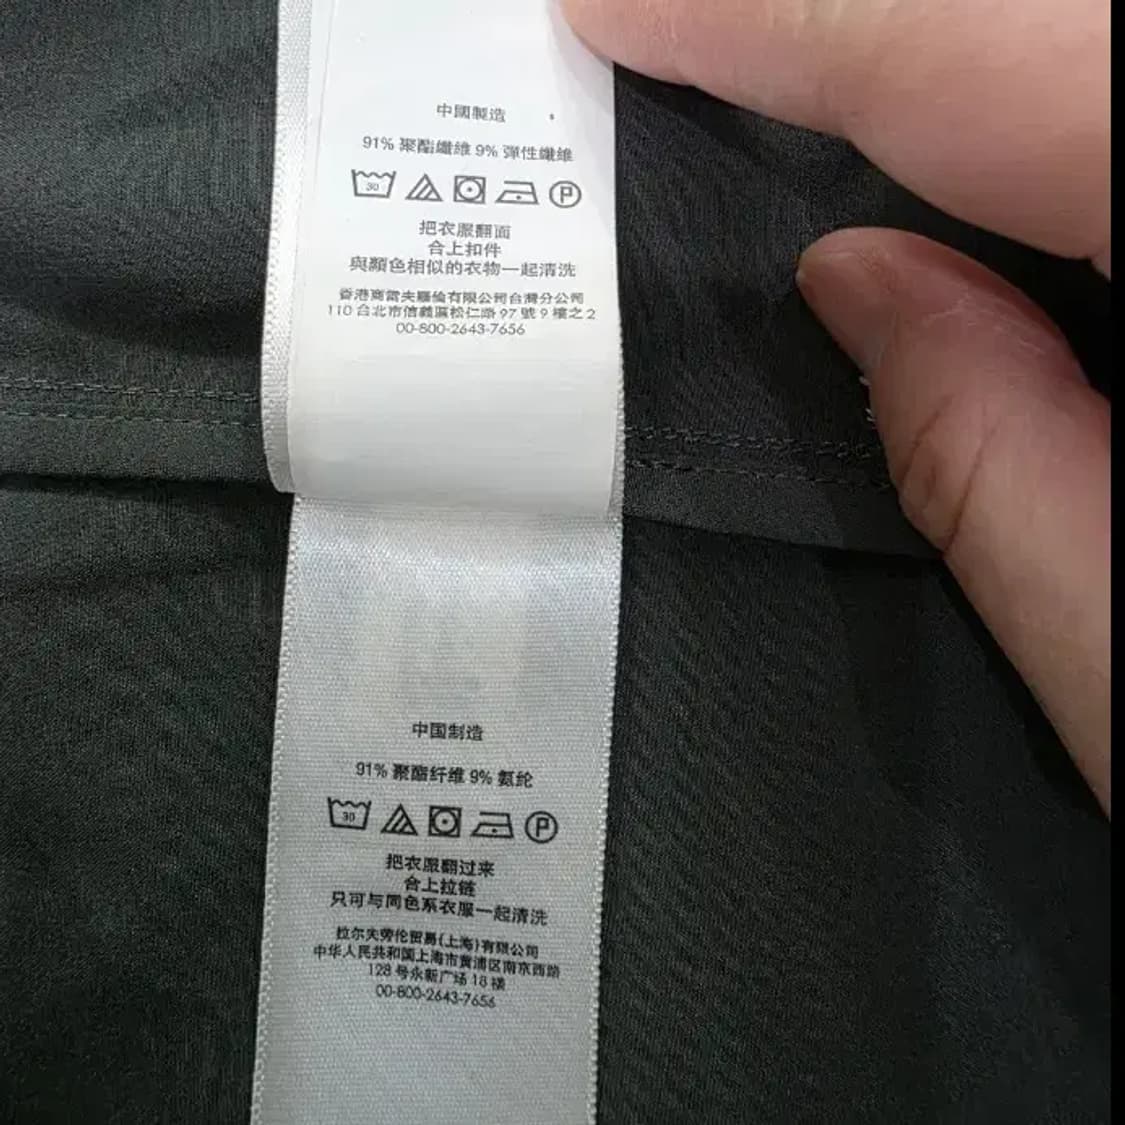 中國製造
91% 聚酯纖維 9% 彈性纖維
30 P
把衣服翻面
合上扣件
與顏色相似的衣物一起清洗
香港商雷夫羅倫有限公司台灣分公司
110 台北市信義區松仁路 97 號 9 樓之 2
00-800-2643-7656
中国制造
91% 聚酯纤维 9% 氨纶
30 P
把衣服翻过来
合上拉链
只可与同色系衣服一起清洗
拉尔夫劳伦贸易(上海)有限公司
中华人民共和国上海市黄浦区南京西路
128 号永新广场 18 楼
00-800-2643-7656